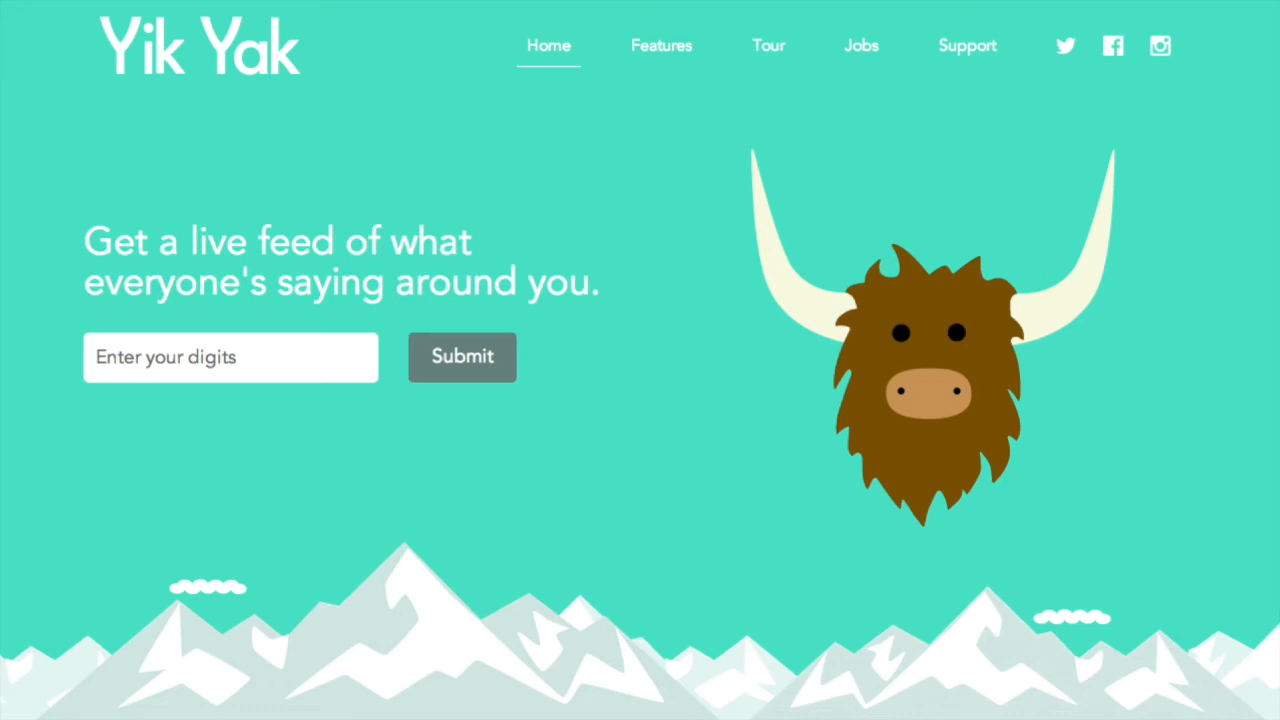 Yik Yak
Home
Features
Tour
Jobs
Support
Get a live feed of what
everyone's saying around you.
Enter your digits
Submit